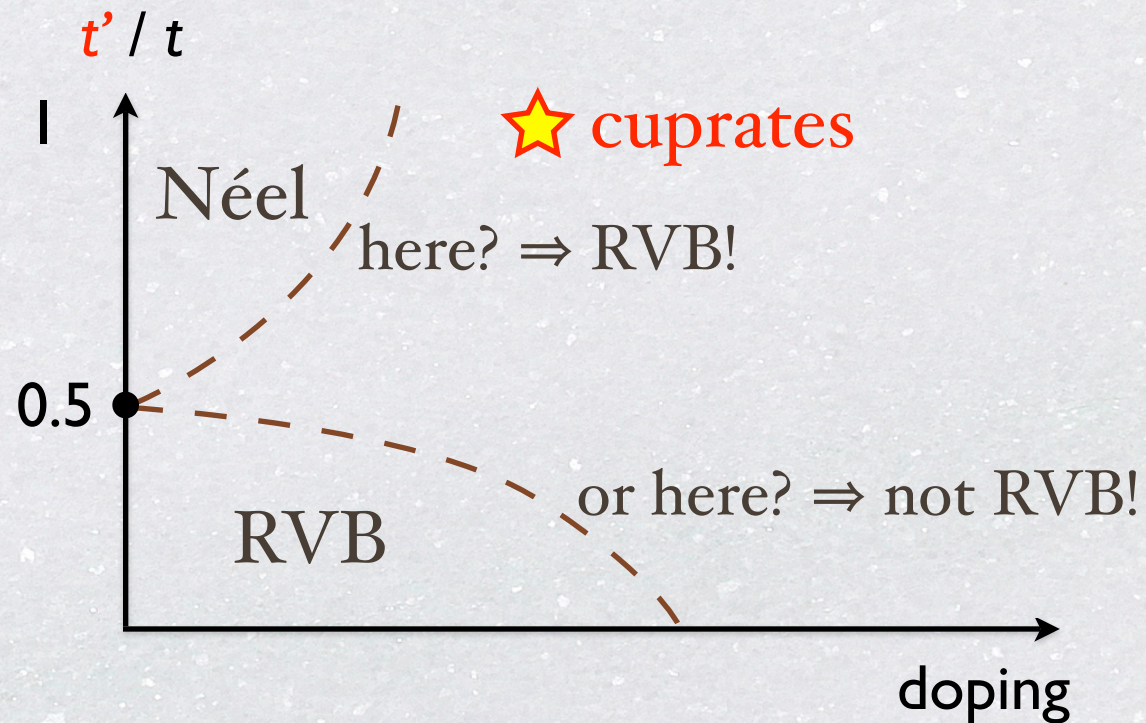 t’ / t
1
cuprates
Néel
here? ⇒ RVB!
0.5
or here? ⇒ not RVB!
RVB
doping